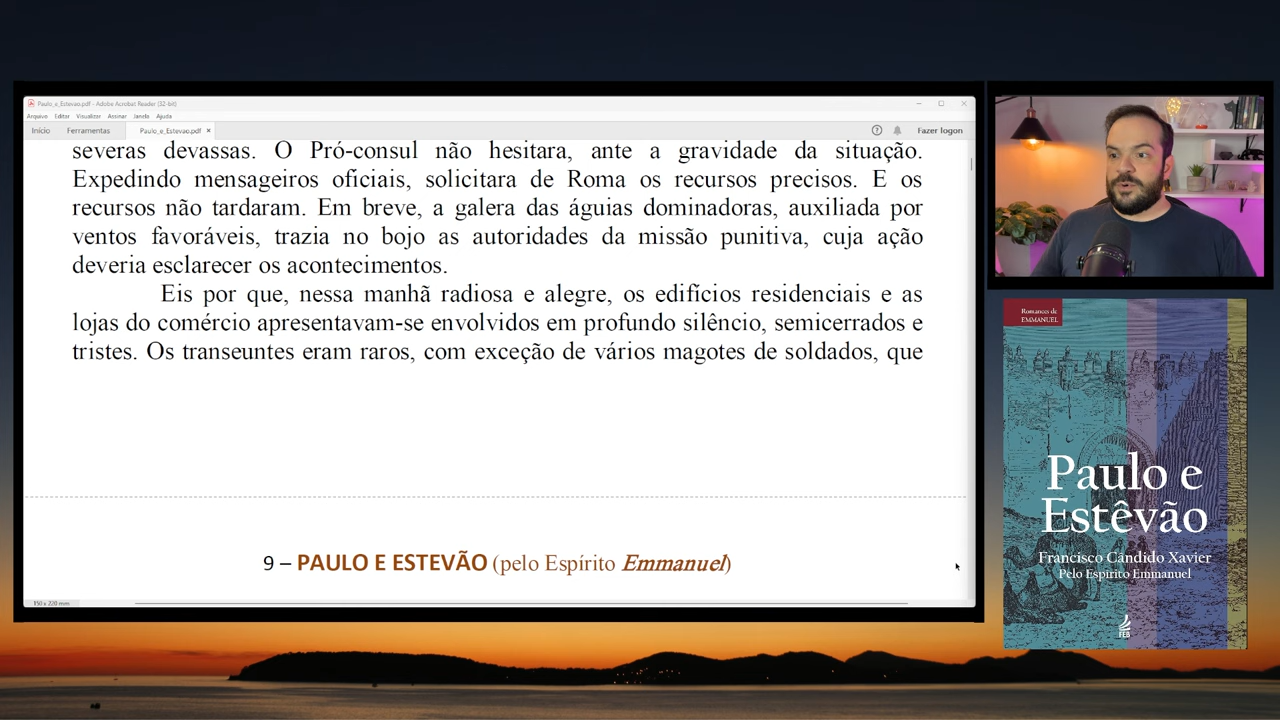 Paulo_e_Estevao.pdf - Adobe Acrobat Reader (32-bit)
Arquivo Editar Visualizar Assinar Janela Ajuda
Início Ferramentas Paulo_e_Estevao.pdf × Fazer logon
severas devassas. O Pró-consul não hesitara, ante a gravidade da situação.
Expedindo mensageiros oficiais, solicitara de Roma os recursos precisos. E os
recursos não tardaram. Em breve, a galera das águias dominadoras, auxiliada por
ventos favoráveis, trazia no bojo as autoridades da missão punitiva, cuja ação
deveria esclarecer os acontecimentos.
Eis por que, nessa manhã radiosa e alegre, os edifícios residenciais e as
lojas do comércio apresentavam-se envolvidos em profundo silêncio, semicerrados e
tristes. Os transeuntes eram raros, com exceção de vários magotes de soldados, que
9 – PAULO E ESTEVÃO (pelo Espírito Emmanuel)
150 x 220 mm
Romances de
EMMANUEL
Paulo e
Estêvão
Francisco Cândido Xavier
Pelo Espírito Emmanuel
FEB